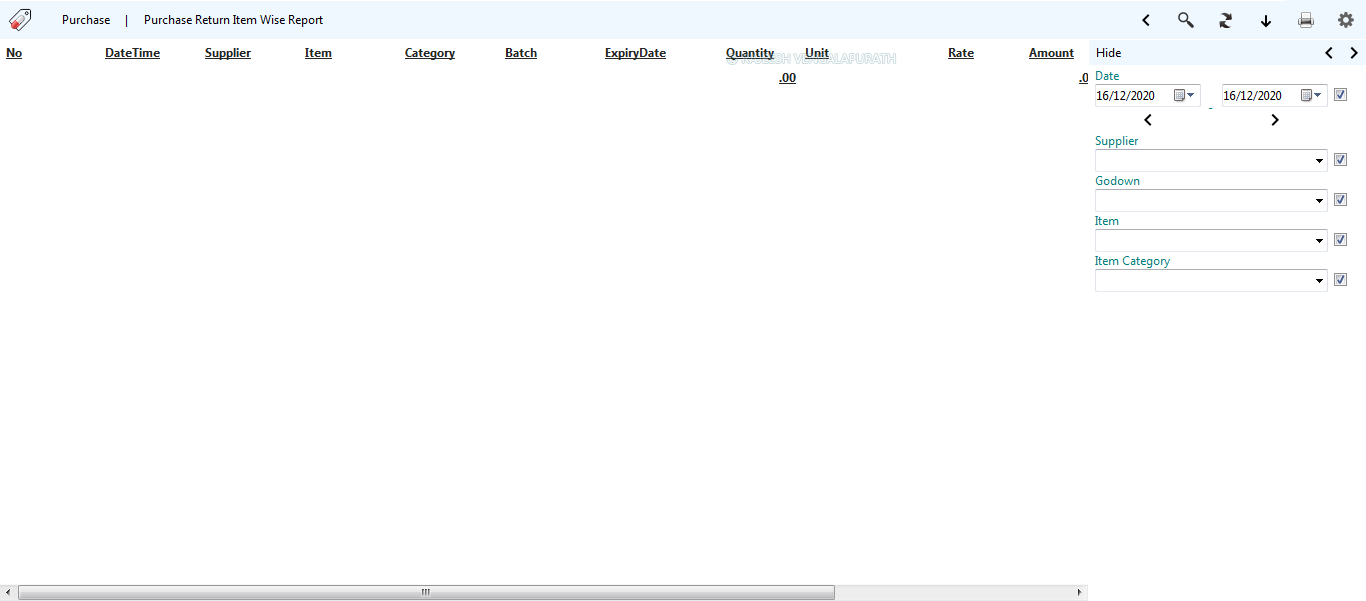 Purchase | Purchase Return Item Wise Report
No DateTime Supplier Item Category Batch ExpiryDate Quantity Unit Rate Amount
.00 .0
Hide
Date
16/12/2020 - 16/12/2020
Supplier
Godown
Item
Item Category